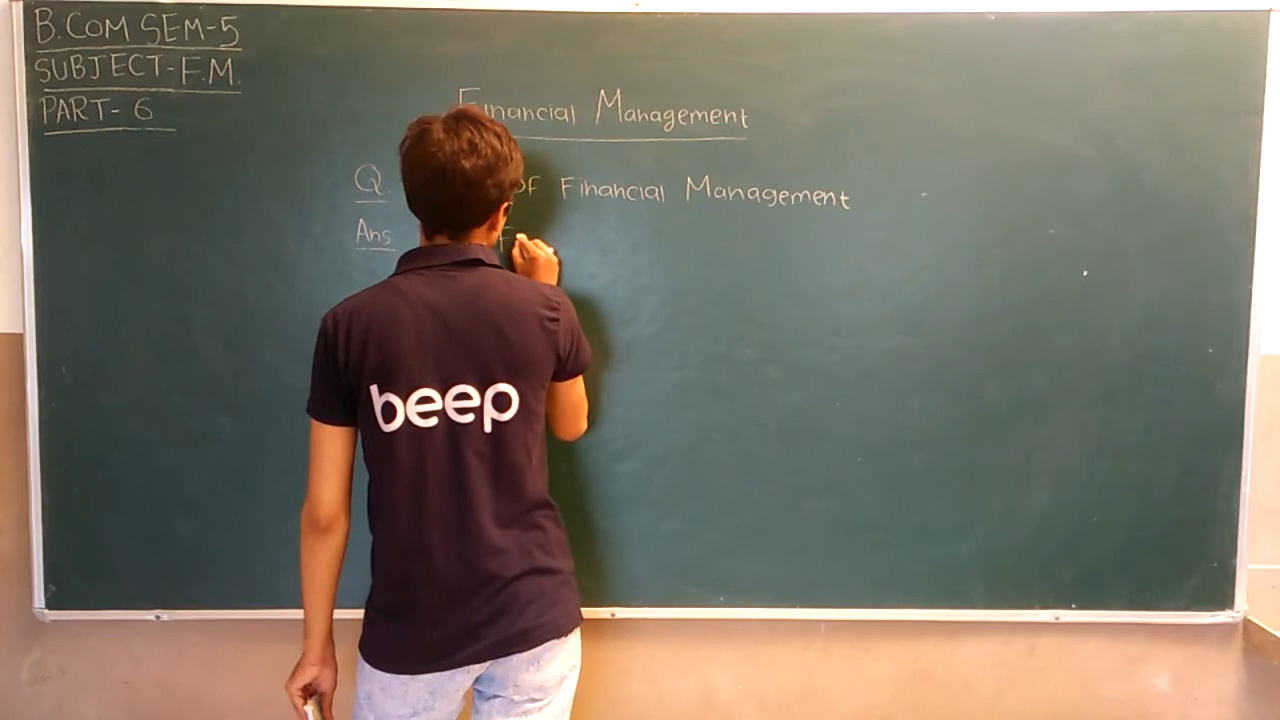 B.COM SEM-5
SUBJECT-F.M.
PART- 6
Financial Management
Q. of Financial Management
Ans F
beep